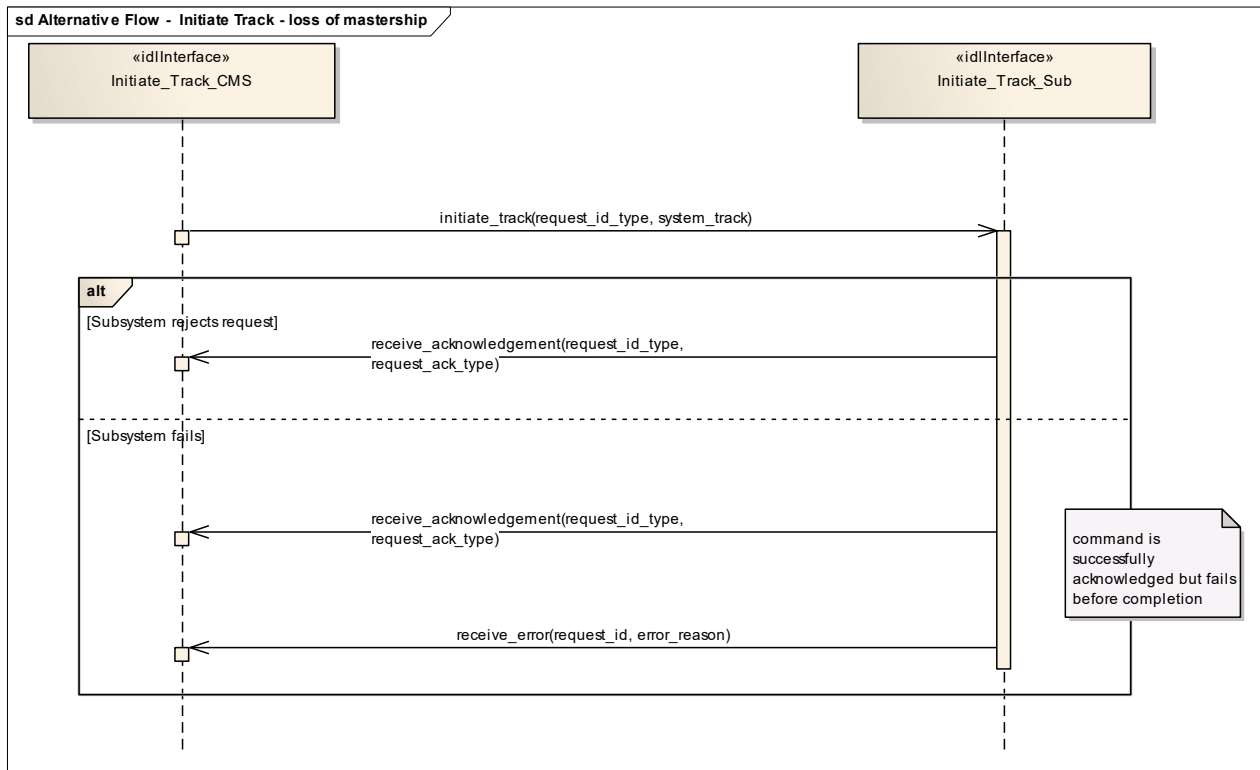 sd Alternative Flow - Initiate Track - loss of mastership
«idlInterface»
Initiate_Track_CMS
«idlInterface»
Initiate_Track_Sub
initiate_track(request_id_type, system_track)
alt
[Subsystem rejects request]
receive_acknowledgement(request_id_type,
request_ack_type)
[Subsystem fails]
receive_acknowledgement(request_id_type,
request_ack_type)
command is
successfully
acknowledged but fails
before completion
receive_error(request_id, error_reason)